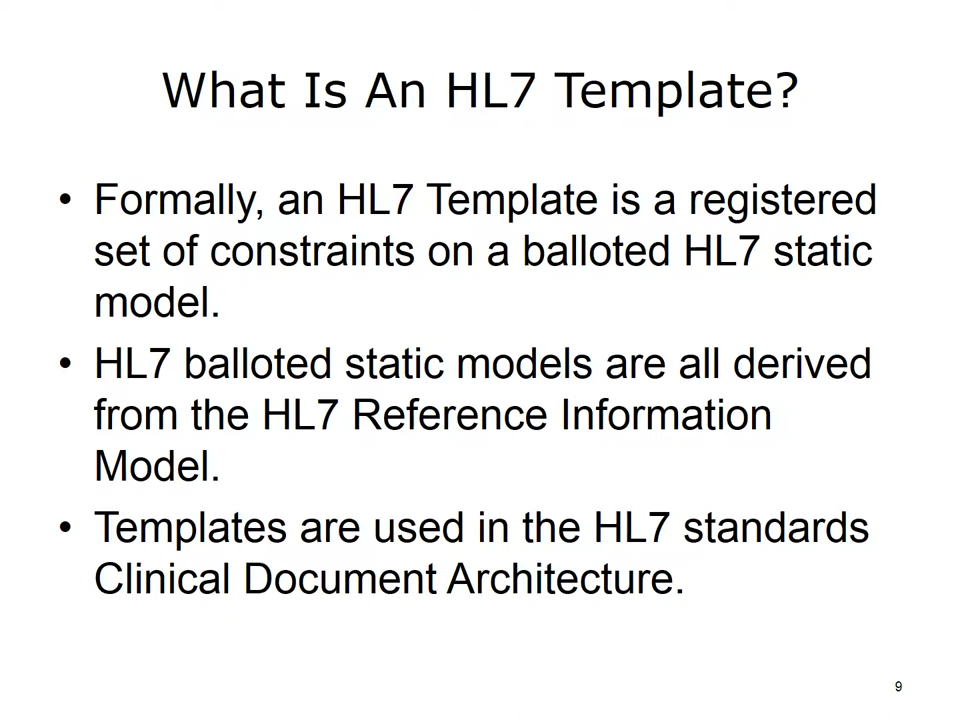 What Is An HL7 Template?
• Formally, an HL7 Template is a registered
set of constraints on a balloted HL7 static
model.
• HL7 balloted static models are all derived
from the HL7 Reference Information
Model.
• Templates are used in the HL7 standards
Clinical Document Architecture.
9